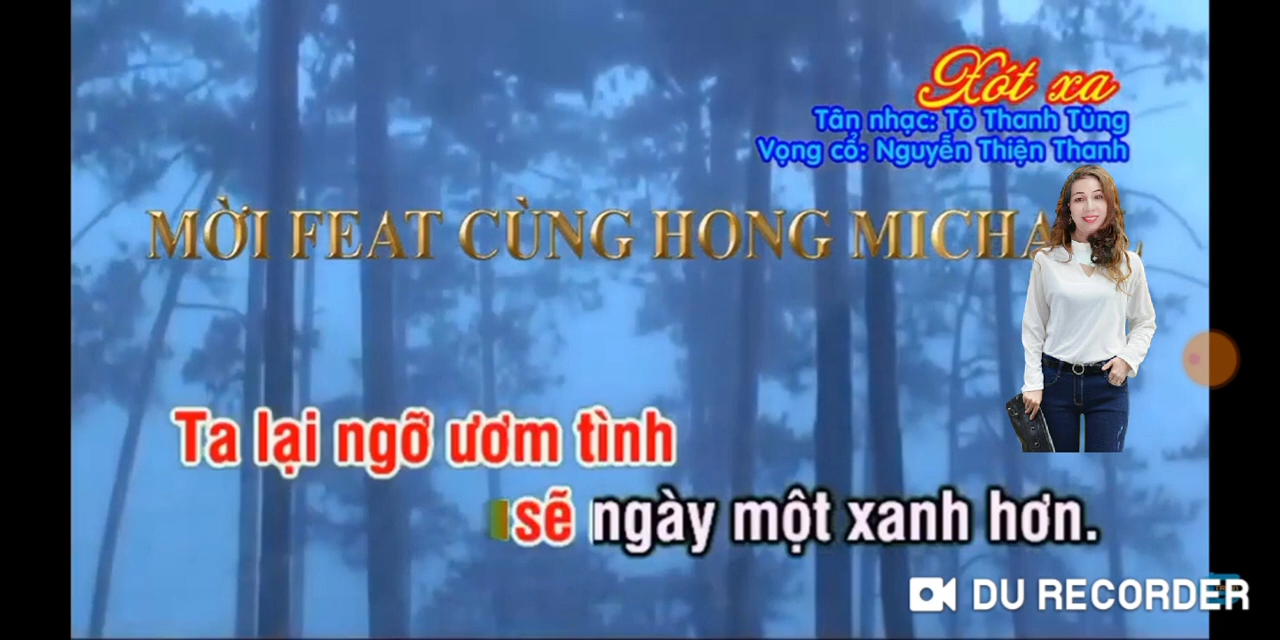 Xót xa
Tân nhạc: Tô Thanh Tùng
Vọng cổ: Nguyễn Thiện Thanh
MỜI FEAT CÙNG HONG
Ta lại ngỡ ươm tình
sẽ ngày một xanh hơn.
DU RECORDER